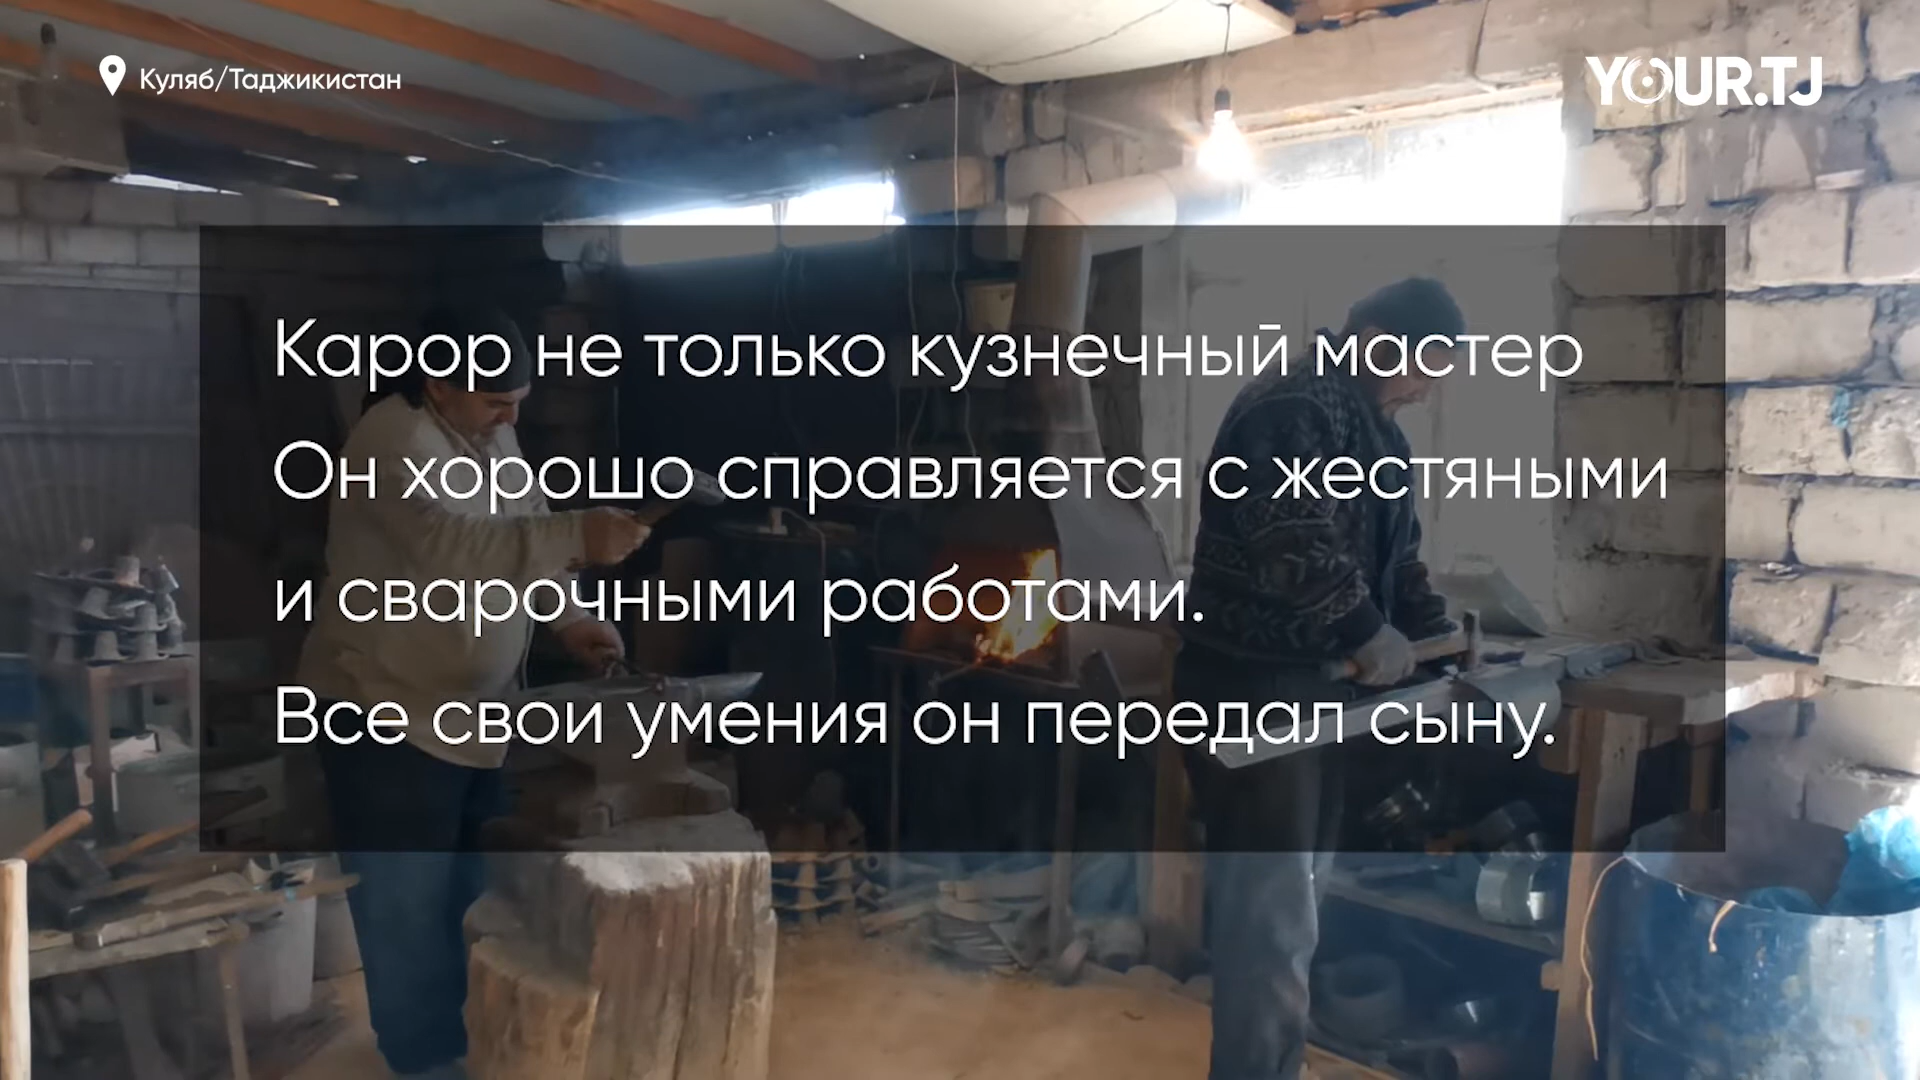 Куляб/Таджикистан
YOUR.TJ
Карор не только кузнечный мастер
Он хорошо справляется с жестяными
и сварочными работами.
Все свои умения он передал сыну.